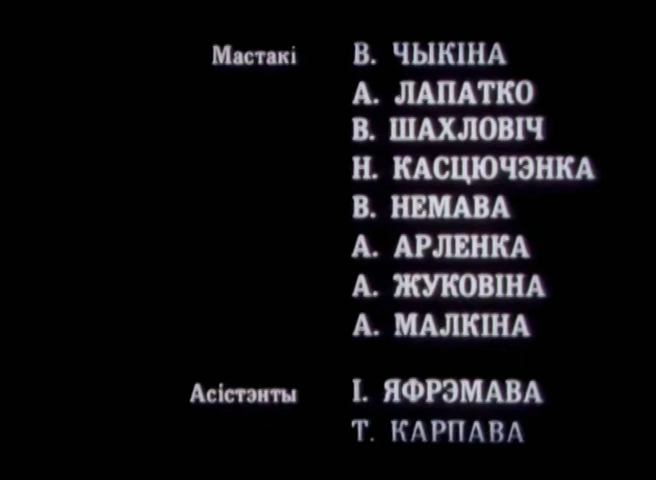 Мастакі В. ЧЫКІНА
А. ЛАПАТКО
В. ШАХЛОВІЧ
Н. КАСЦЮЧЭНКА
В. НЕМАВА
А. АРЛЕНКА
А. ЖУКОВІНА
А. МАЛКІНА
Асістэнты І. ЯФРЭМАВА
Т. КАРПАВА